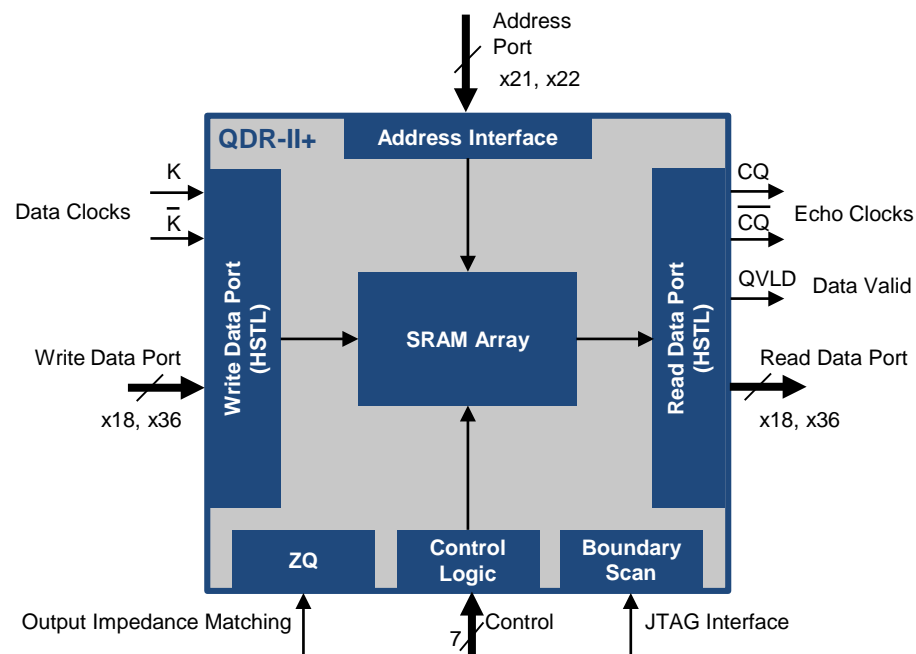 Address
Port
x21, x22
QDR-II+
Address Interface
K
K̅
Data Clocks
CQ
C̅Q̅
Echo Clocks
QVLD
Data Valid
Write Data Port
(HSTL)
SRAM Array
Read Data Port
(HSTL)
Write Data Port
x18, x36
Read Data Port
x18, x36
ZQ
Control
Logic
Boundary
Scan
Output Impedance Matching
7
Control
JTAG Interface